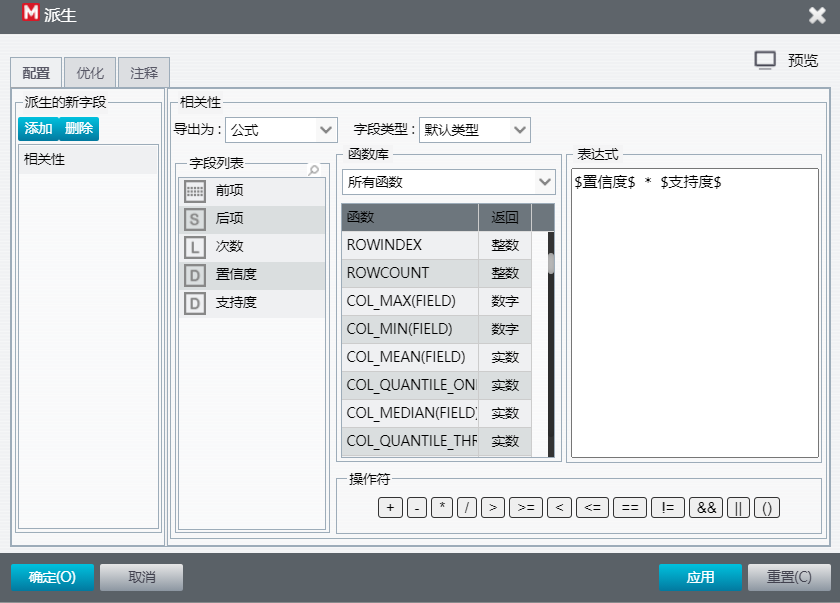 M 派生
预览
配置 优化 注释
派生的新字段
添加 删除
相关性
相关性
导出为: 公式 字段类型: 默认类型
字段列表
前项
S 后项
L 次数
D 置信度
D 支持度
函数库
所有函数
函数 返回
ROWINDEX 整数
ROWCOUNT 整数
COL_MAX(FIELD) 数字
COL_MIN(FIELD) 数字
COL_MEAN(FIELD) 实数
COL_QUANTILE_ONI 实数
COL_MEDIAN(FIELD) 实数
COL_QUANTILE_THR 实数
表达式
$置信度$ * $支持度$
操作符
+ - * / > >= < <= == != && || ()
确定(O) 取消 应用 重置(C)